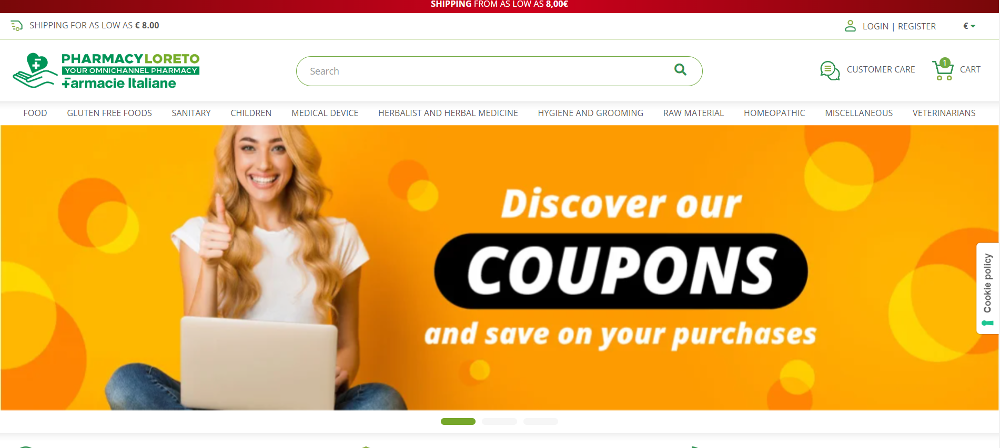 SHIPPING FROM AS LOW AS 8,00€
SHIPPING FOR AS LOW AS € 8.00
LOGIN | REGISTER
€
PHARMACYLORETO
YOUR OMNICHANNEL PHARMACY
Farmacie Italiane
Search
CUSTOMER CARE
1
CART
FOOD
GLUTEN FREE FOODS
SANITARY
CHILDREN
MEDICAL DEVICE
HERBALIST AND HERBAL MEDICINE
HYGIENE AND GROOMING
RAW MATERIAL
HOMEOPATHIC
MISCELLANEOUS
VETERINARIANS
Discover our
COUPONS
and save on your purchases
Cookie policy